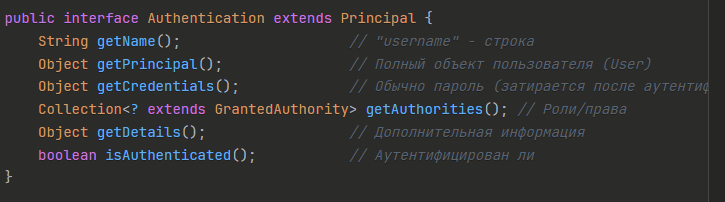 public interface Authentication extends Principal {
String getName(); // "username" - строка
Object getPrincipal(); // Полный объект пользователя (User)
Object getCredentials(); // Обычно пароль (затирается после аутентиф
Collection<? extends GrantedAuthority> getAuthorities(); // Роли/права
Object getDetails(); // Дополнительная информация
boolean isAuthenticated(); // Аутентифицирован ли
}